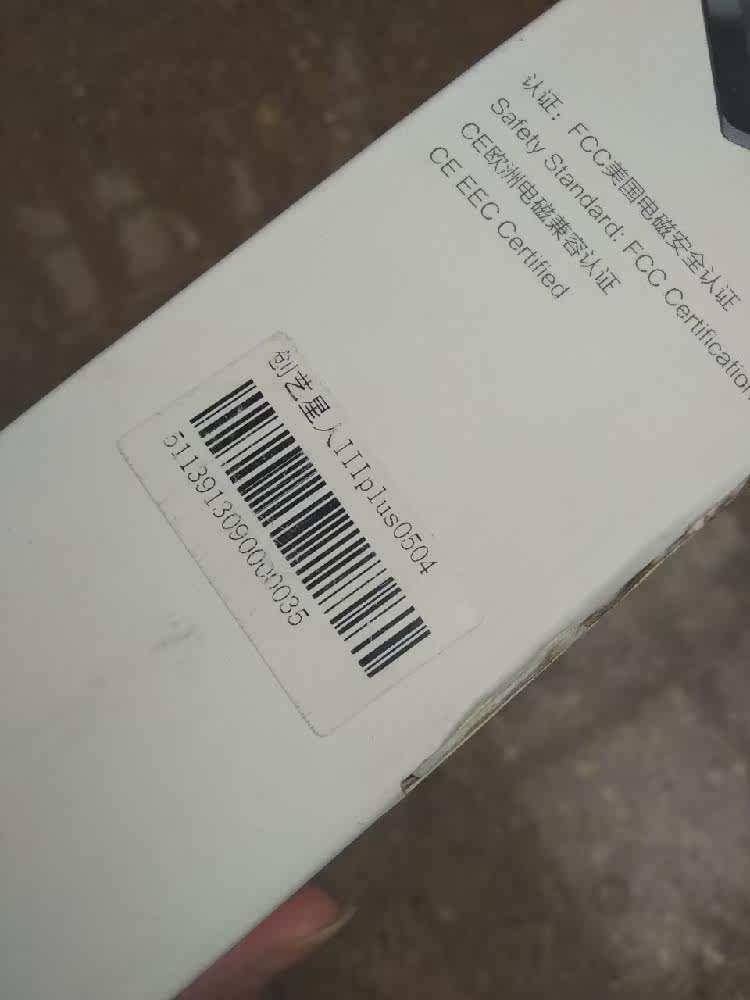 认证：FCC美国电磁安全认证
Safety Standard: FCC Certification
CE欧洲电磁兼容认证
CE EEC Certified
创艺星人IIIplus0504
5113913090000035